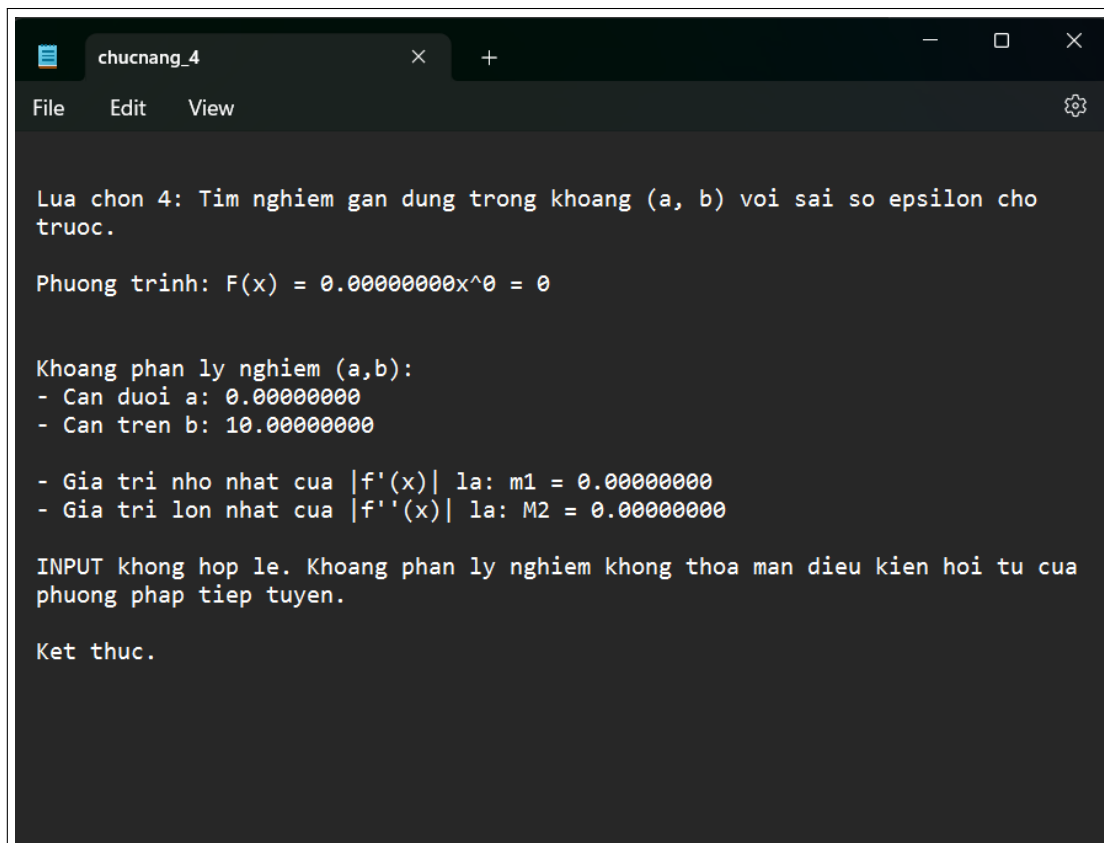 chucnang_4
File Edit View
Lua chon 4: Tim nghiem gan dung trong khoang (a, b) voi sai so epsilon cho
truoc.
Phuong trinh: F(x) = 0.00000000x^0 = 0
Khoang phan ly nghiem (a,b):
- Can duoi a: 0.00000000
- Can tren b: 10.00000000
- Gia tri nho nhat cua |f'(x)| la: m1 = 0.00000000
- Gia tri lon nhat cua |f''(x)| la: M2 = 0.00000000
INPUT khong hop le. Khoang phan ly nghiem khong thoa man dieu kien hoi tu cua
phuong phap tiep tuyen.
Ket thuc.